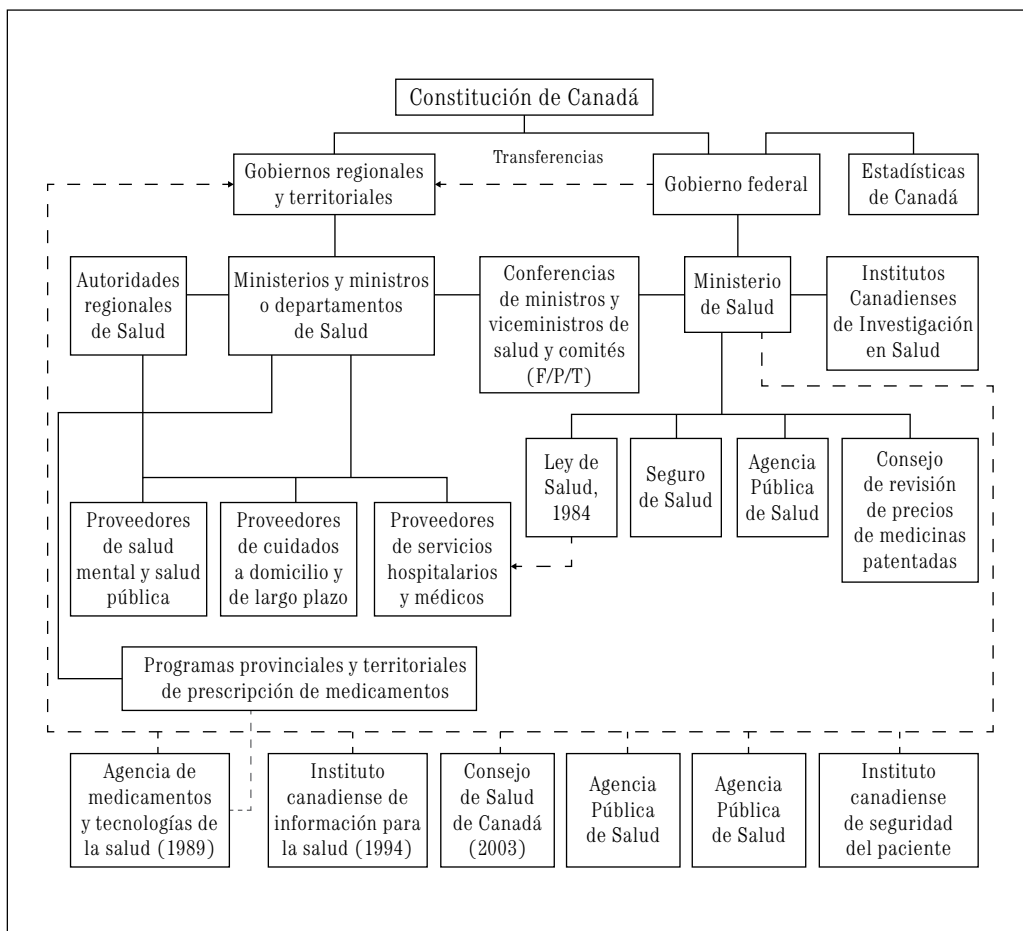 Constitución de Canadá
Transferencias
Gobiernos regionales
y territoriales
Gobierno federal
Estadísticas
de Canadá
Autoridades
regionales
de Salud
Ministerios y ministros
o departamentos
de Salud
Conferencias
de ministros y
viceministros de
salud y comités
(F/P/T)
Ministerio
de Salud
Institutos
Canadienses
de Investigación
en Salud
Ley de
Salud,
1984
Seguro
de Salud
Agencia
Pública
de Salud
Consejo
de revisión
de precios
de medicinas
patentadas
Proveedores
de salud
mental y salud
pública
Proveedores
de cuidados
a domicilio y
de largo plazo
Proveedores
de servicios
hospitalarios
y médicos
Programas provinciales y territoriales
de prescripción de medicamentos
Agencia de
medicamentos
y tecnologías de
la salud (1989)
Instituto
canadiense de
información para
la salud (1994)
Consejo
de Salud
de Canadá
(2003)
Agencia
Pública
de Salud
Agencia
Pública
de Salud
Instituto
canadiense
de seguridad
del paciente